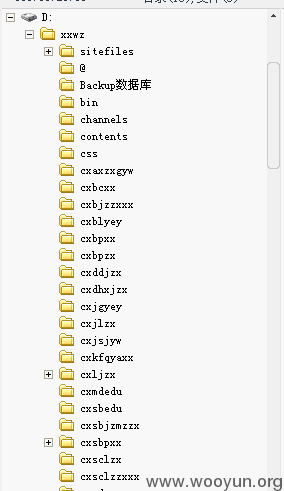 D:
xxwz
sitefiles
@
Backup数据库
bin
channels
contents
css
cxaxzxgyw
cxbcxx
cxbjzzxxx
cxblyey
cxbpxx
cxbpzx
cxddjzx
cxdhxjzx
cxjgyey
cxjlzx
cxjsjyw
cxkfqyaxx
cxljzx
cxmdedu
cxsbedu
cxsbjzmzzx
cxsbpxx
cxsclzx
cxsclzzxxx
www.wooyun.org